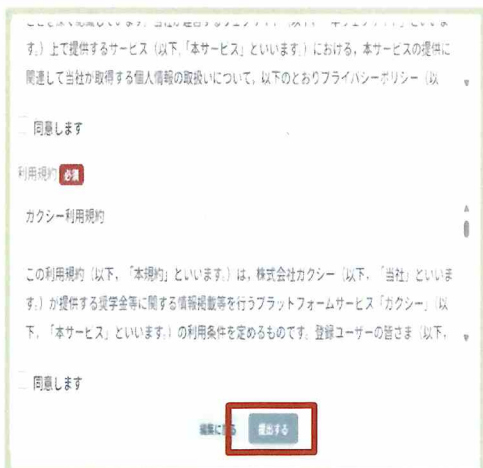 す。）上で提供するサービス（以下、「本サービス」といいます。）における、本サービスの提供に
関連して当社が取得する個人情報の取扱いについて、以下のとおりプライバシーポリシー（以
同意します
利用規約 必須
カクシー利用規約
この利用規約（以下、「本規約」といいます。）は、株式会社カクシー（以下、「当社」といいま
す。）が提供する奨学金等に関する情報掲載等を行うプラットフォームサービス「カクシー」（以
下、「本サービス」といいます。）の利用条件を定めるものです。登録ユーザーの皆さま（以下、
同意します
編集に戻る 提出する